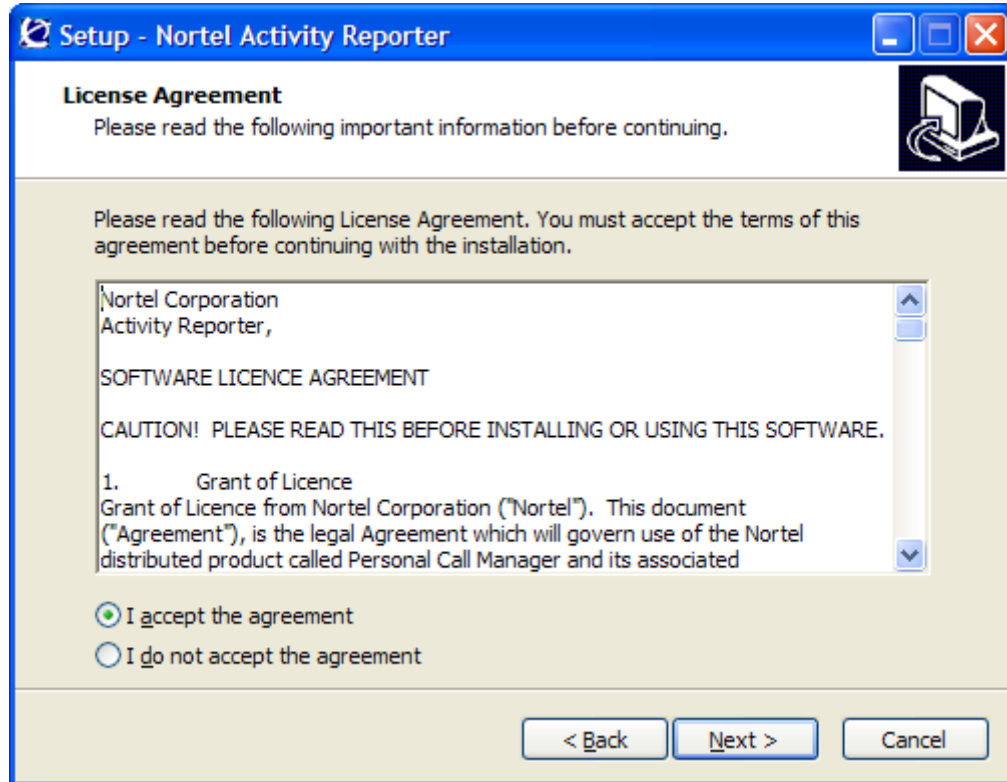 Setup - Nortel Activity Reporter
License Agreement
Please read the following important information before continuing.
Please read the following License Agreement. You must accept the terms of this
agreement before continuing with the installation.
Nortel Corporation
Activity Reporter,
SOFTWARE LICENCE AGREEMENT
CAUTION!  PLEASE READ THIS BEFORE INSTALLING OR USING THIS SOFTWARE.
1. Grant of Licence
Grant of Licence from Nortel Corporation ("Nortel").  This document
("Agreement"), is the legal Agreement which will govern use of the Nortel
distributed product called Personal Call Manager and its associated
I accept the agreement
I do not accept the agreement
< Back Next > Cancel